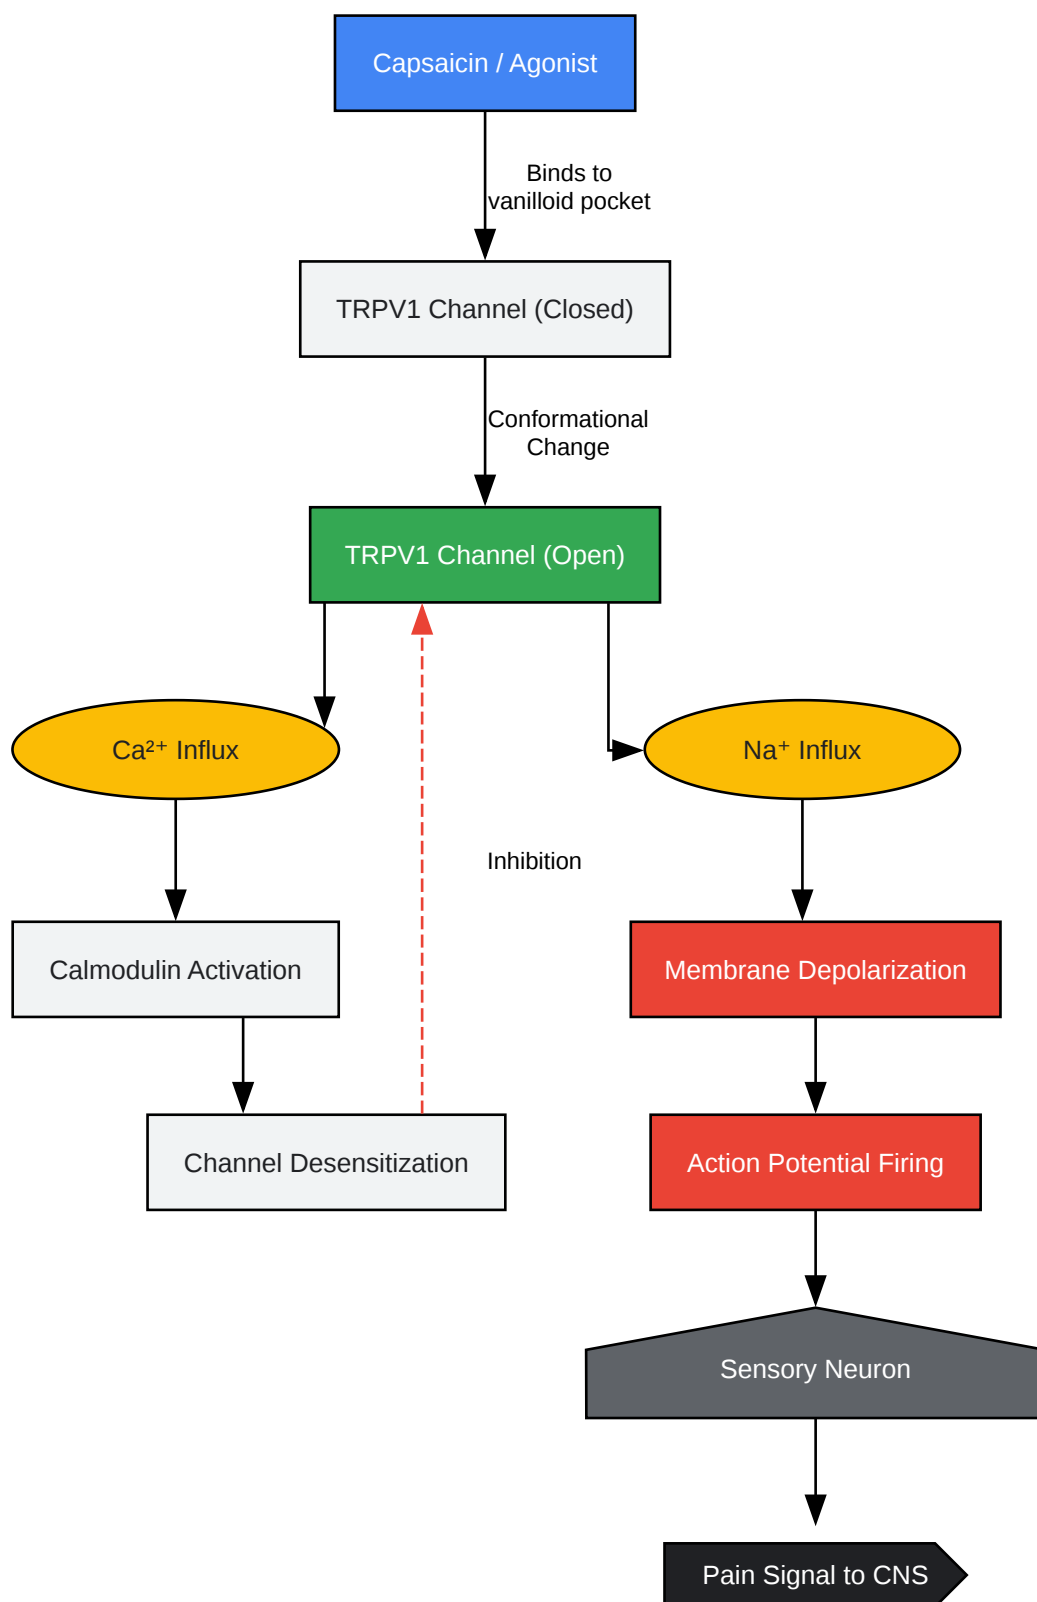 Capsaicin / Agonist
Binds to
vanilloid pocket
TRPV1 Channel (Closed)
Conformational
Change
TRPV1 Channel (Open)
Ca²⁺ Influx
Na⁺ Influx
Inhibition
Calmodulin Activation
Membrane Depolarization
Channel Desensitization
Action Potential Firing
Sensory Neuron
Pain Signal to CNS